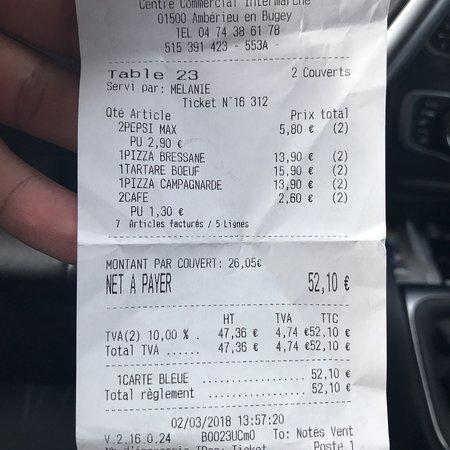 Centre Commercial Intermarché
01500 Ambérieu en Bugey
TEL 04 74 38 61 78
515 391 423 - 553A
Table 23 2 Couverts
Servi par: MELANIE
Ticket N°16 312
Qté Article Prix total
2PEPSI MAX 5,80 € (2)
PU 2,90 €
1PIZZA BRESSANE 13,90 € (2)
1TARTARE BOEUF 15,90 € (2)
1PIZZA CAMPAGNARDE 13,90 € (2)
2CAFE 2,60 € (2)
PU 1,30 €
7 Articles facturés / 5 Lignes
MONTANT PAR COUVERT: 26,05€
NET A PAYER 52,10 €
HT TVA TTC
TVA(2) 10,00 % . 47,36 € 4,74 €52,10 €
Total TVA ...... 47,36 € 4,74 €52,10 €
1CARTE BLEUE ................ 52,10 €
Total règlement ............... 52,10 €
02/03/2018 13:57:20
V.2.16.0.24 B0023UCm0 To: Notes Vent
Ticket Poste 1